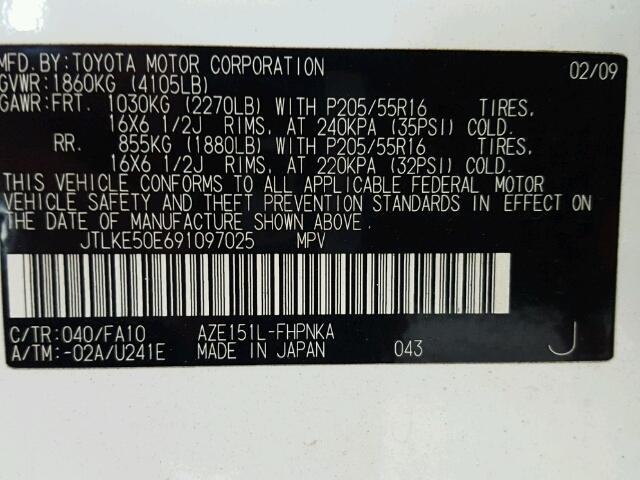 MFD.BY:TOYOTA MOTOR CORPORATION 02/09
GVWR:1860KG (4105LB)
GAWR:FRT. 1030KG (2270LB) WITH P205/55R16 TIRES,
16X6 1/2J RIMS, AT 240KPA (35PSI) COLD.
RR. 855KG (1880LB) WITH P205/55R16 TIRES,
16X6 1/2J RIMS, AT 220KPA (32PSI) COLD.
THIS VEHICLE CONFORMS TO ALL APPLICABLE FEDERAL MOTOR
VEHICLE SAFETY AND THEFT PREVENTION STANDARDS IN EFFECT ON
THE DATE OF MANUFACTURE SHOWN ABOVE.
JTLKE50E691097025 MPV
C/TR:040/FA10 AZE151L-FHPNKA
A/TM:-02A/U241E MADE IN JAPAN 043 J